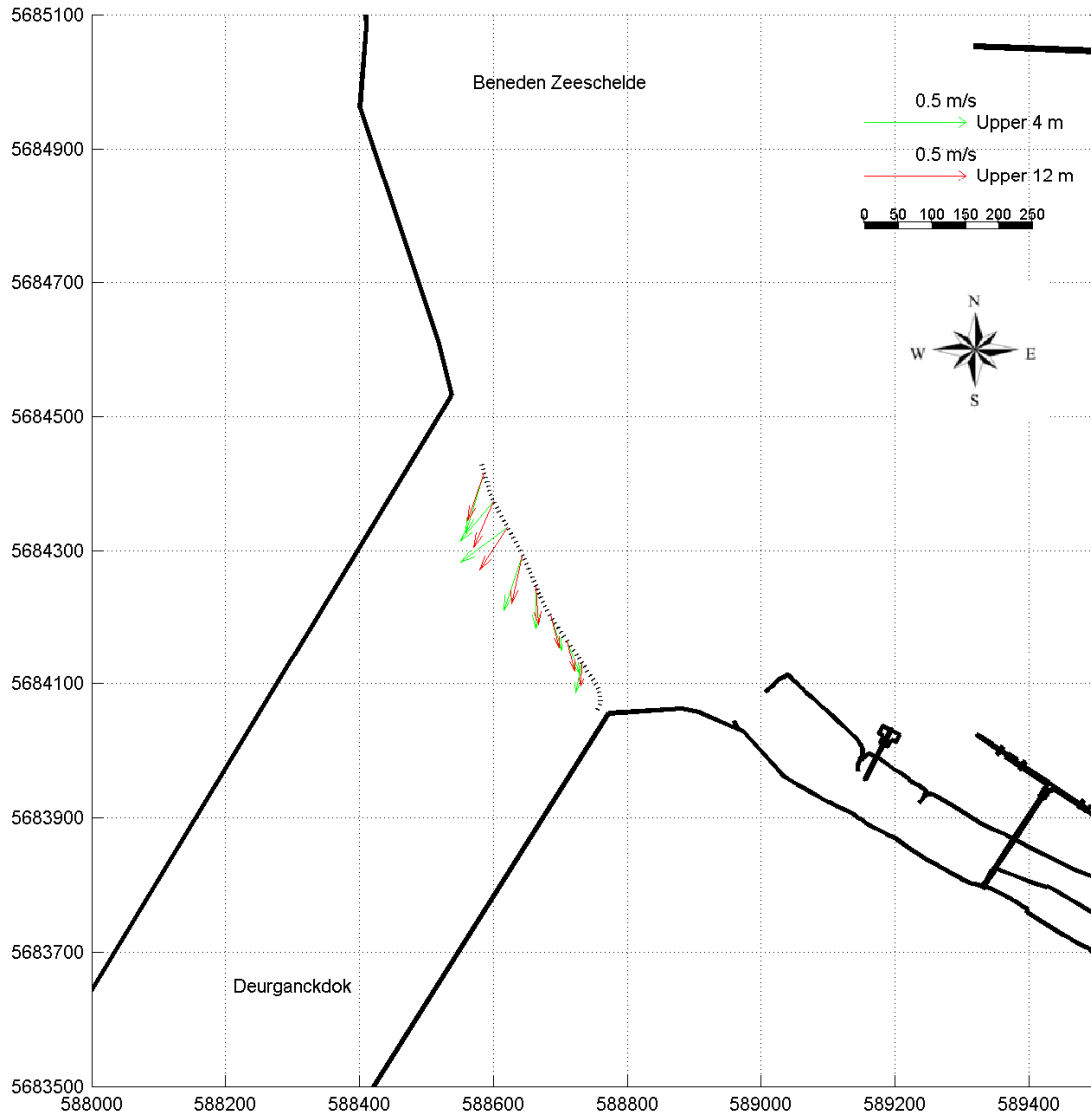 5685100
Beneden Zeeschelde
0.5 m/s
Upper 4 m
5684900
0.5 m/s
Upper 12 m
0 50 100 150 200 250
5684700
N
W E
S
5684500
5684300
5684100
5683900
5683700
Deurganckdok
5683500
588000 588200 588400 588600 588800 589000 589200 589400